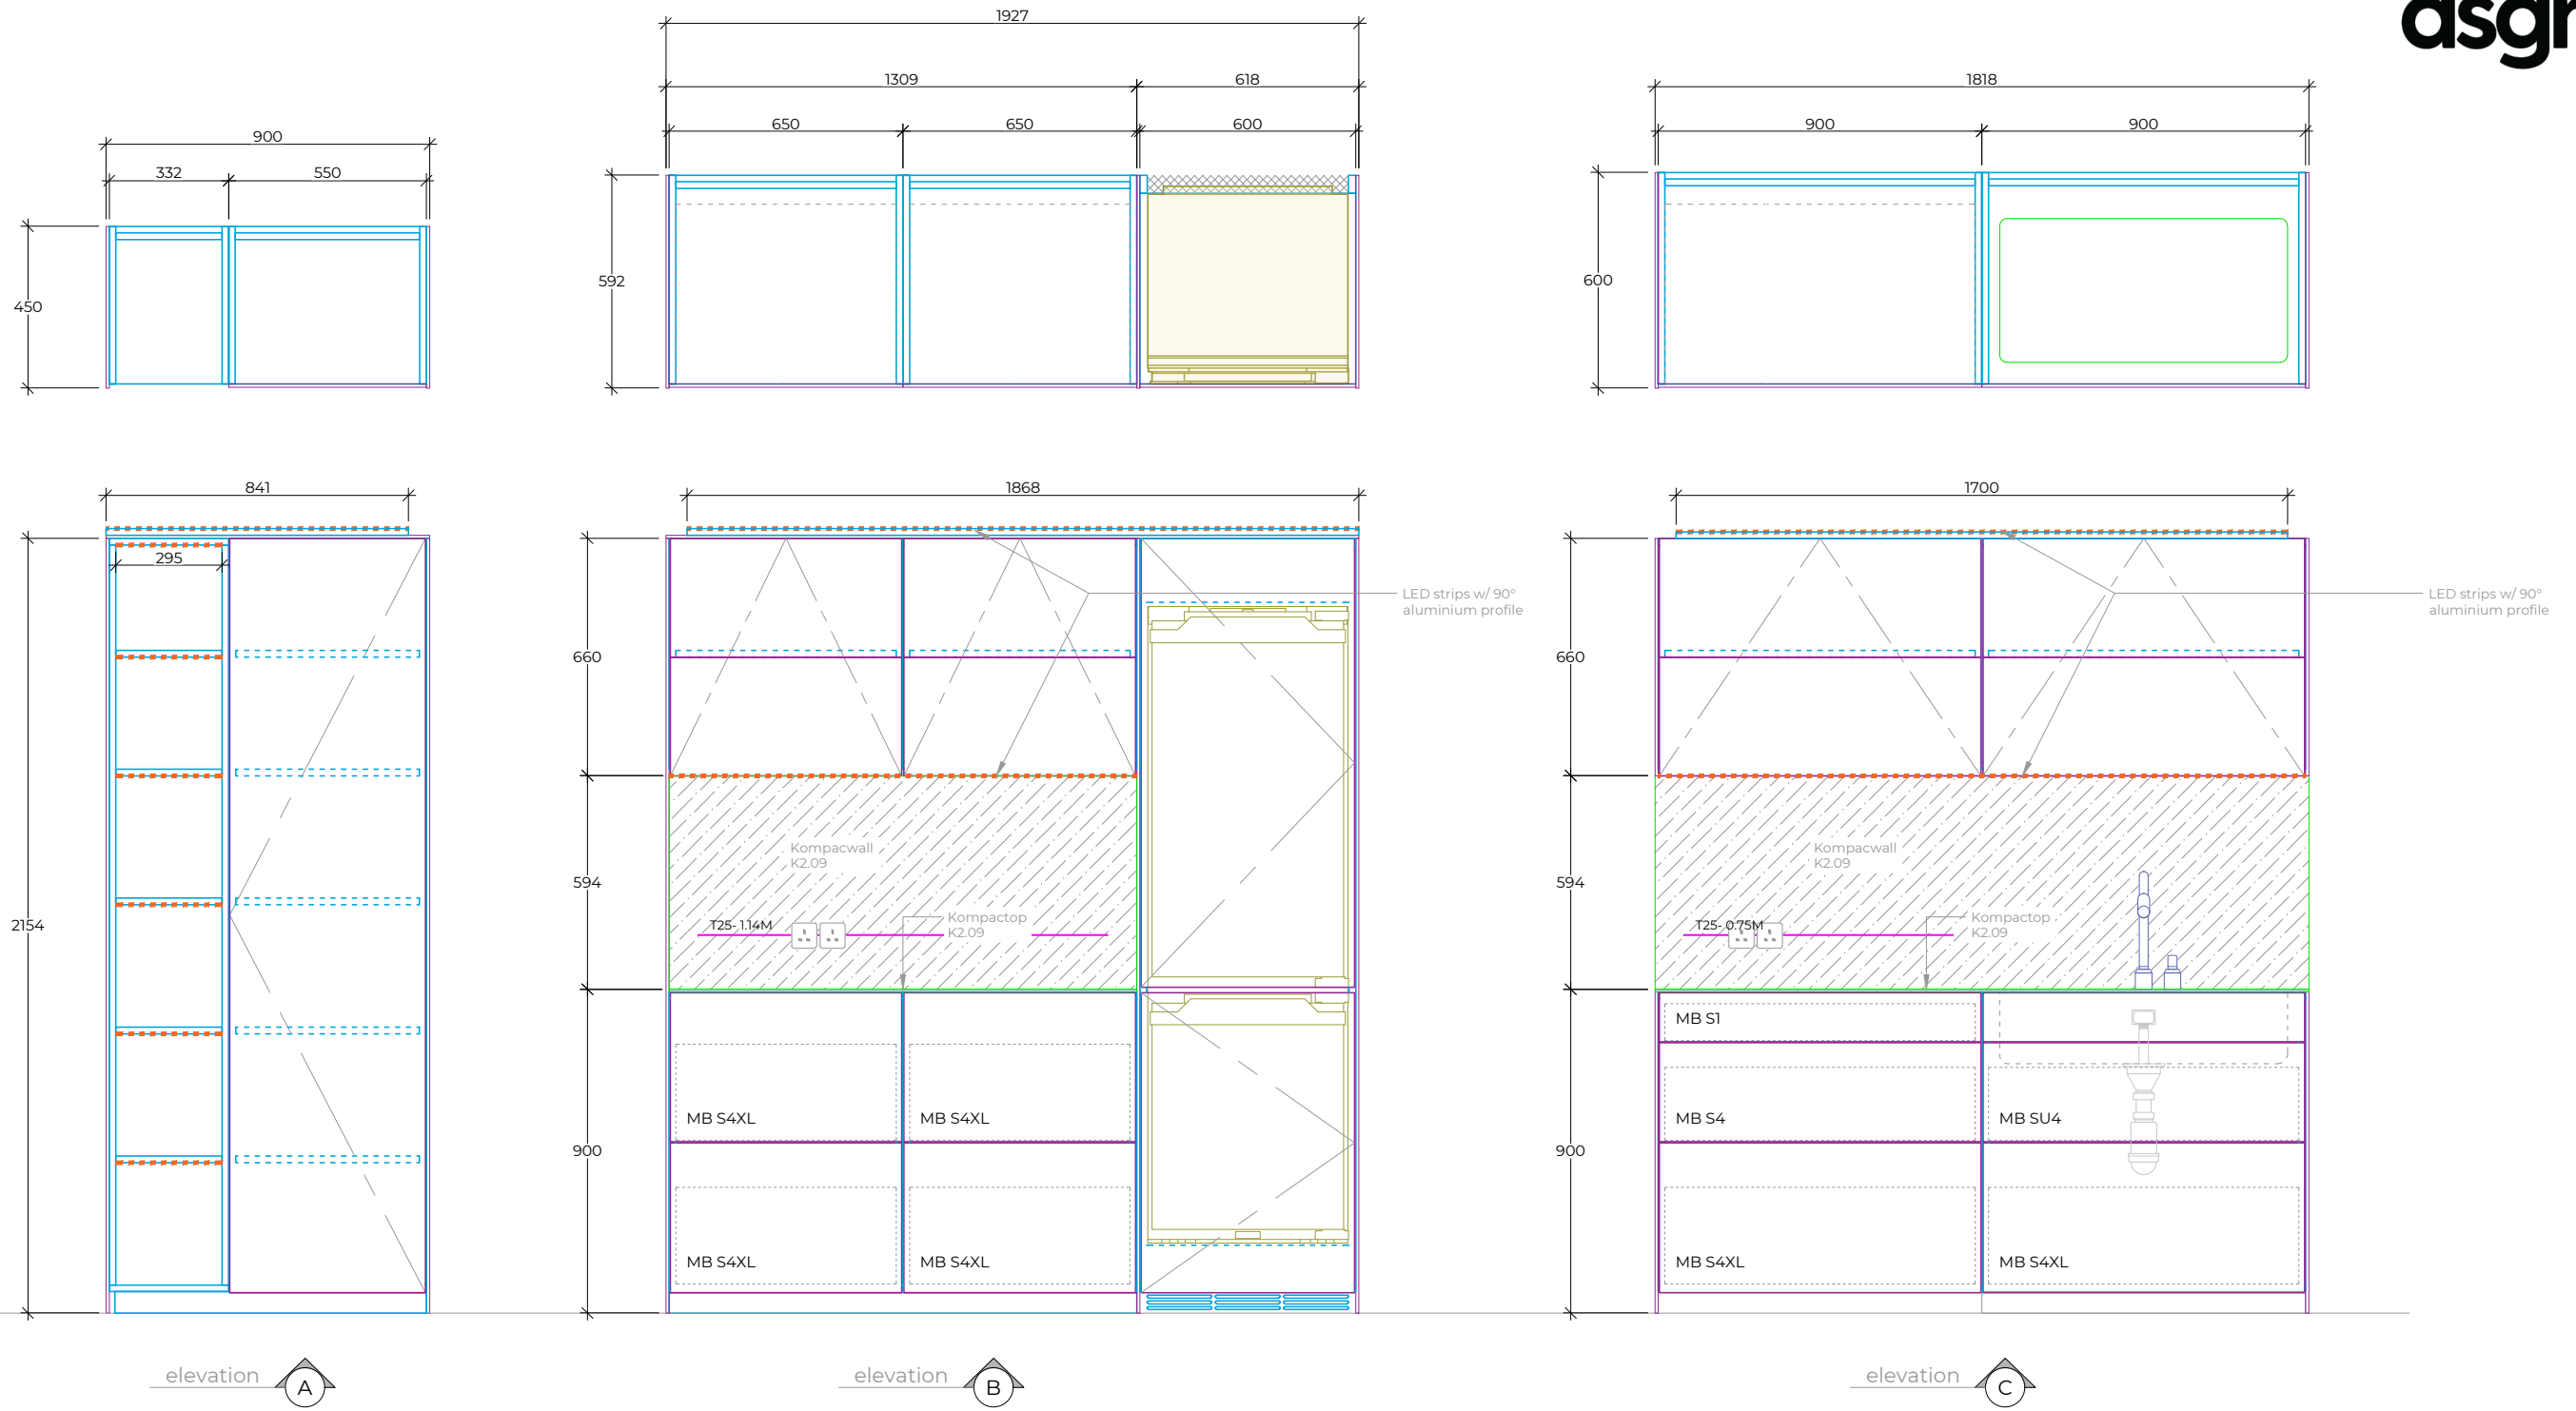 1927
1309
618
1818
650
650
600
900
900
900
332
550
450
592
600
841
1868
1700
295
LED strips w/ 90°
aluminium profile
LED strips w/ 90°
aluminium profile
660
660
Kompacwall
K2.09
Kompacwall
K2.09
2154
594
594
T25- 1.14M
Kompactop
K2.09
T25- 0.75M
Kompactop
K2.09
MB S1
MB S4XL
MB S4XL
MB S4
MB SU4
900
900
MB S4XL
MB S4XL
MB S4XL
MB S4XL
elevation A
elevation B
elevation C